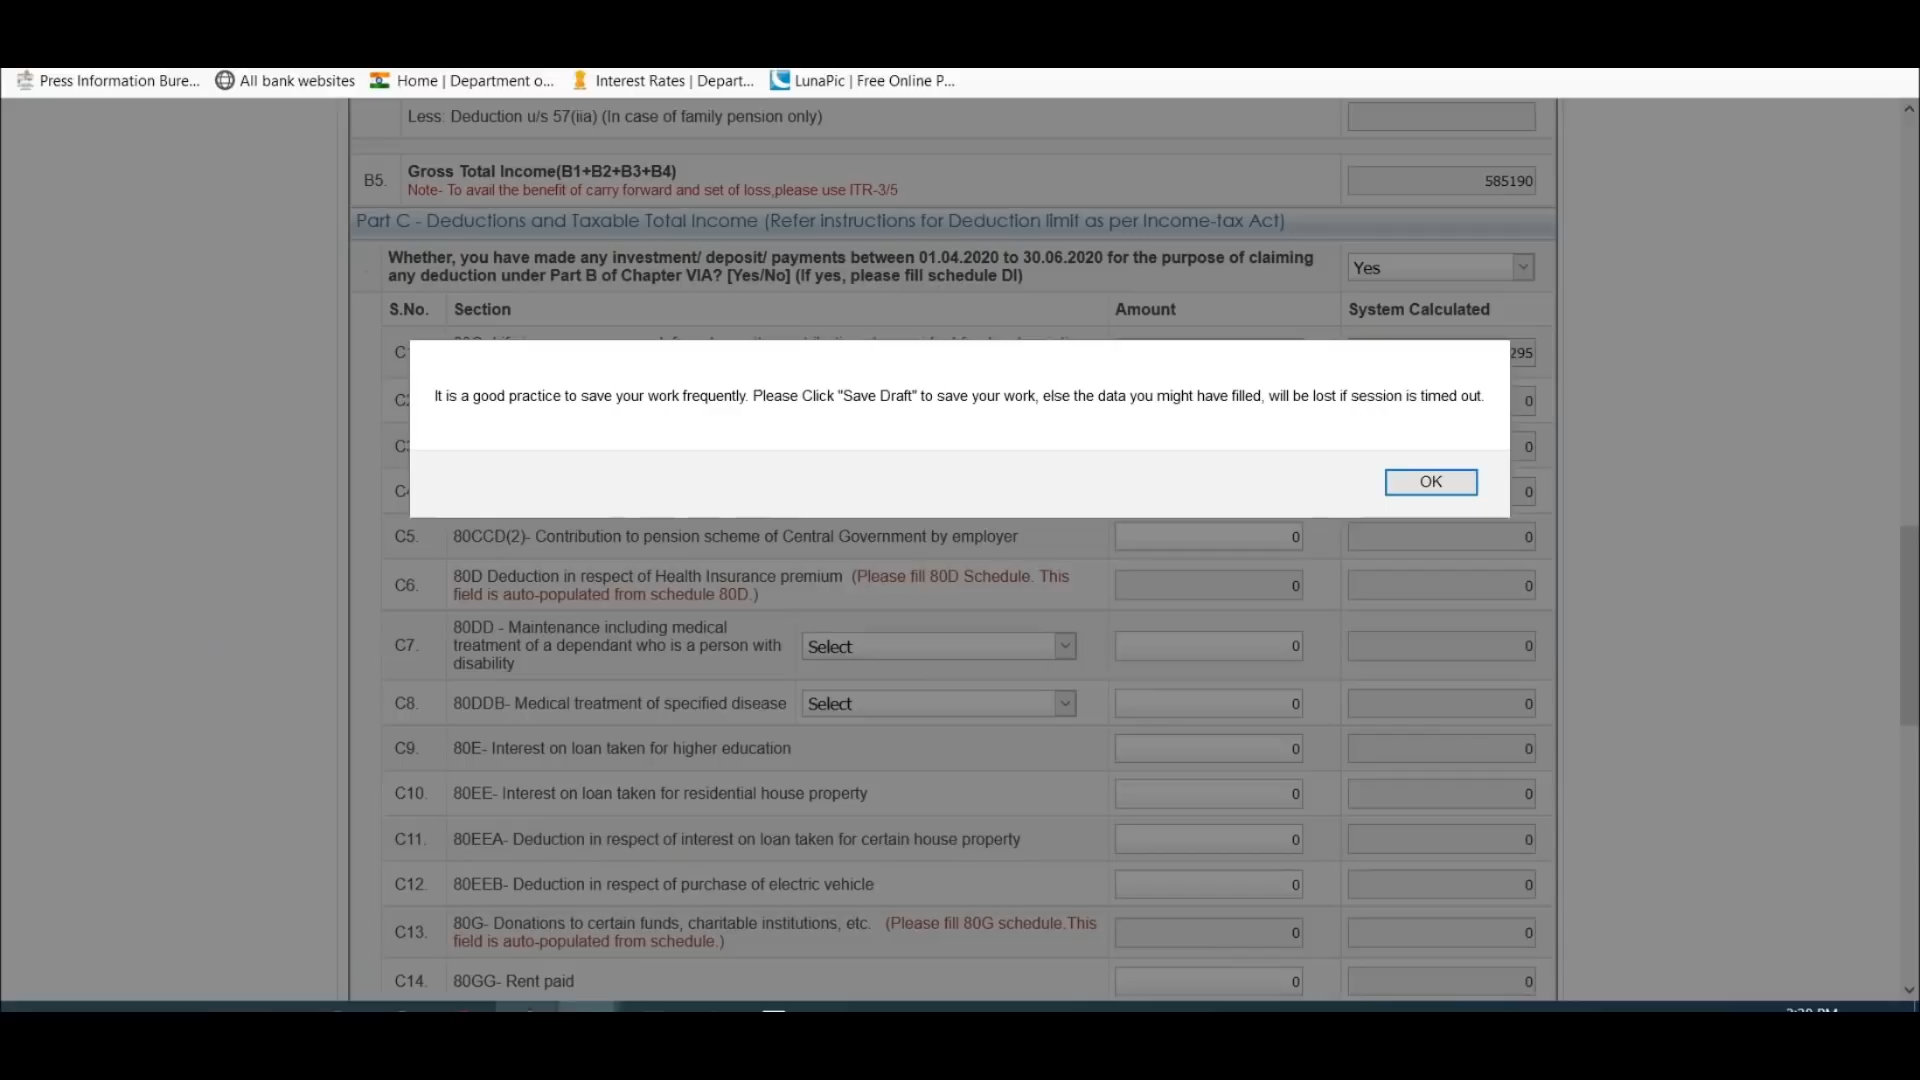 Press Information Bure... All bank websites Home | Department o... Interest Rates | Depart... LunaPic | Free Online P...
Less: Deduction u/s 57(iia) (In case of family pension only)
B5. Gross Total Income(B1+B2+B3+B4) 585190
Note- To avail the benefit of carry forward and set of loss,please use ITR-3/5
Part C - Deductions and Taxable Total Income (Refer instructions for Deduction limit as per Income-tax Act)
Whether, you have made any investment/ deposit/ payments between 01.04.2020 to 30.06.2020 for the purpose of claiming
any deduction under Part B of Chapter VIA? [Yes/No] (If yes, please fill schedule DI) Yes
S.No. Section Amount System Calculated
295
0
0
0
It is a good practice to save your work frequently. Please Click "Save Draft" to save your work, else the data you might have filled, will be lost if session is timed out.
OK
C5. 80CCD(2)- Contribution to pension scheme of Central Government by employer 0 0
C6. 80D Deduction in respect of Health Insurance premium (Please fill 80D Schedule. This
field is auto-populated from schedule 80D.) 0 0
C7. 80DD - Maintenance including medical
treatment of a dependant who is a person with
disability Select 0 0
C8. 80DDB- Medical treatment of specified disease Select 0 0
C9. 80E- Interest on loan taken for higher education 0 0
C10. 80EE- Interest on loan taken for residential house property 0 0
C11. 80EEA- Deduction in respect of interest on loan taken for certain house property 0 0
C12. 80EEB- Deduction in respect of purchase of electric vehicle 0 0
C13. 80G- Donations to certain funds, charitable institutions, etc. (Please fill 80G schedule.This
field is auto-populated from schedule.) 0 0
C14. 80GG- Rent paid 0 0